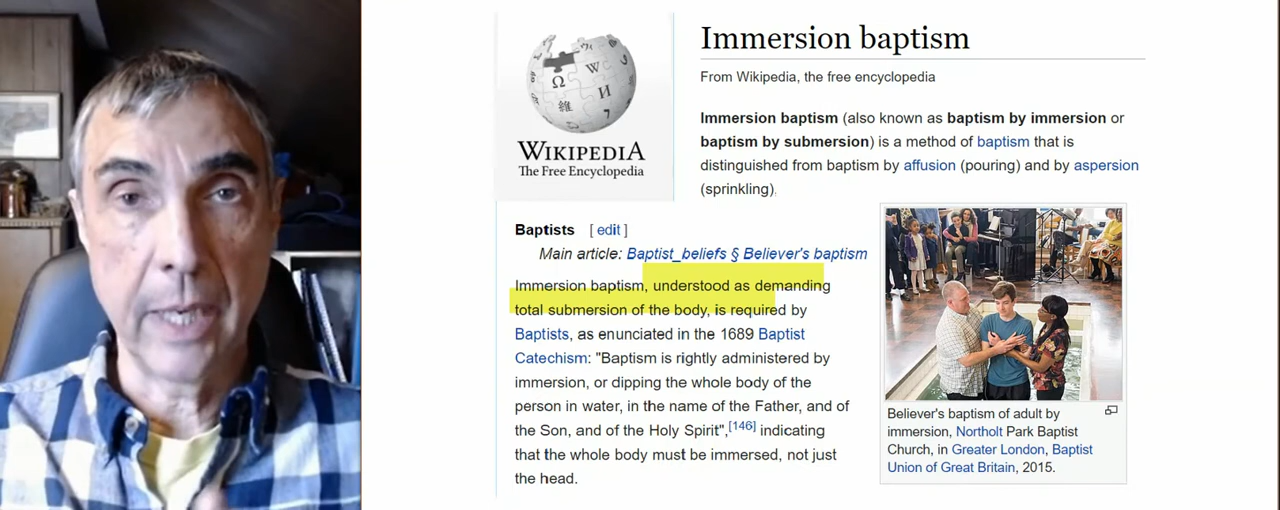 WIKIPEDIA
The Free Encyclopedia
Immersion baptism
From Wikipedia, the free encyclopedia
Immersion baptism (also known as baptism by immersion or
baptism by submersion) is a method of baptism that is
distinguished from baptism by affusion (pouring) and by aspersion
(sprinkling).
Baptists [ edit ]
Main article: Baptist_beliefs § Believer's baptism
Immersion baptism, understood as demanding
total submersion of the body, is required by
Baptists, as enunciated in the 1689 Baptist
Catechism: "Baptism is rightly administered by
immersion, or dipping the whole body of the
person in water, in the name of the Father, and of
the Son, and of the Holy Spirit",[146] indicating
that the whole body must be immersed, not just
the head.
Believer's baptism of adult by
immersion, Northolt Park Baptist
Church, in Greater London, Baptist
Union of Great Britain, 2015.